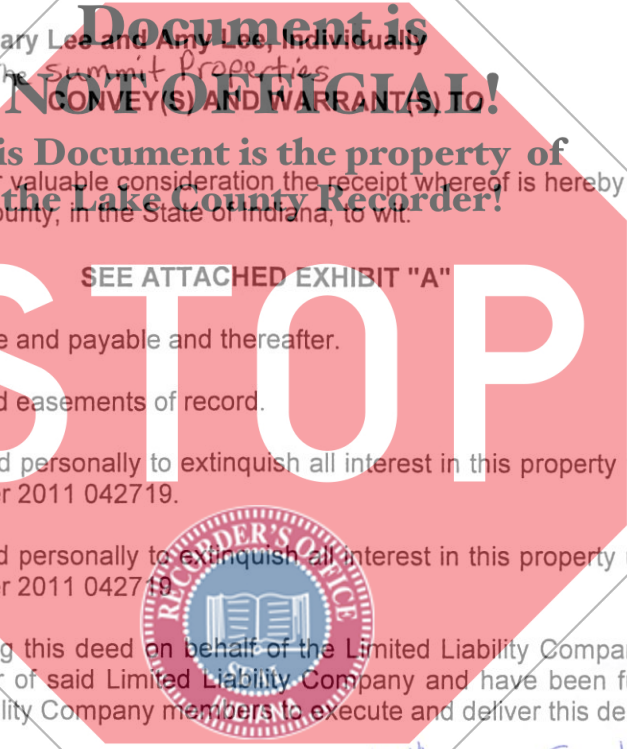 Document is
ary Lee and Amy Lee, Individually
he Summit Properties
NOT OFFICIAL!
CONVEY(S) AND WARRANT(S) TO
is Document is the property of
r valuable consideration the receipt whereof is hereby
the Lake County Recorder!
ounty, in the State of Indiana, to wit:
SEE ATTACHED EXHIBIT "A"
STOP
e and payable and thereafter.
d easements of record.
d personally to extinguish all interest in this property
r 2011 042719.
RECORDER'S OFFICE
d personally to extinguish all interest in this property
r 2011 042719
g this deed on behalf of the Limited Liability Compa
SEAL
r of said Limited Liability Company and have been f
INDIANA
lity Company members to execute and deliver this de